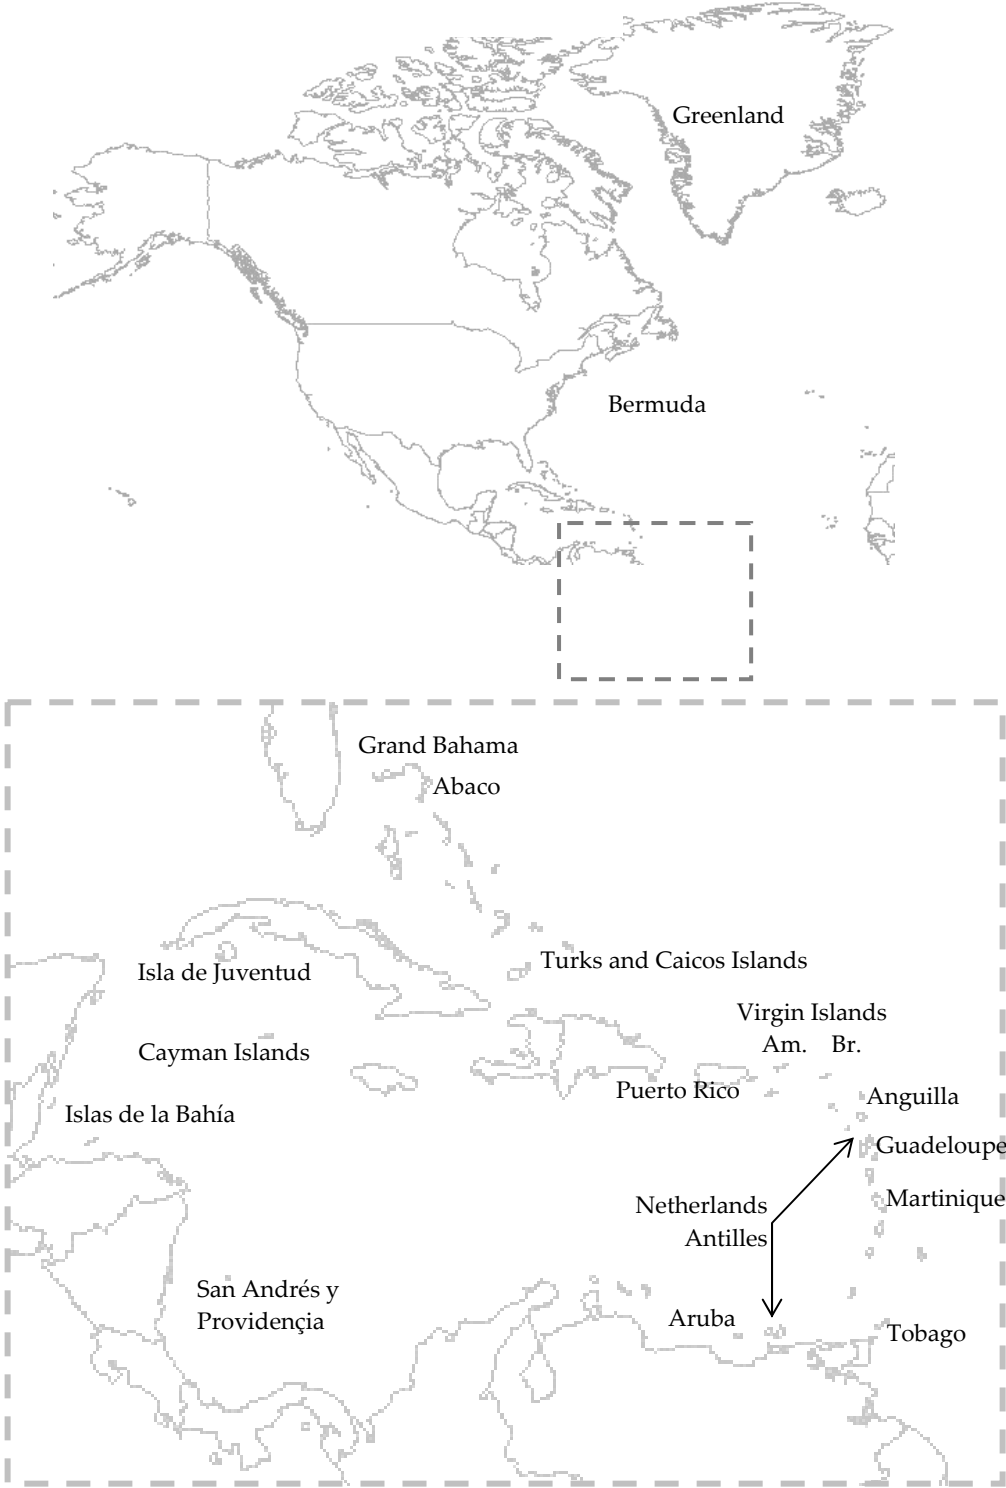 Greenland
Bermuda
Grand Bahama
Abaco
Turks and Caicos Islands
Isla de Juventud
Virgin Islands
Am. Br.
Cayman Islands
Puerto Rico
Anguilla
Islas de la Bahía
Guadeloupe
Martinique
Netherlands
Antilles
San Andrés y
Providençia
Aruba
Tobago